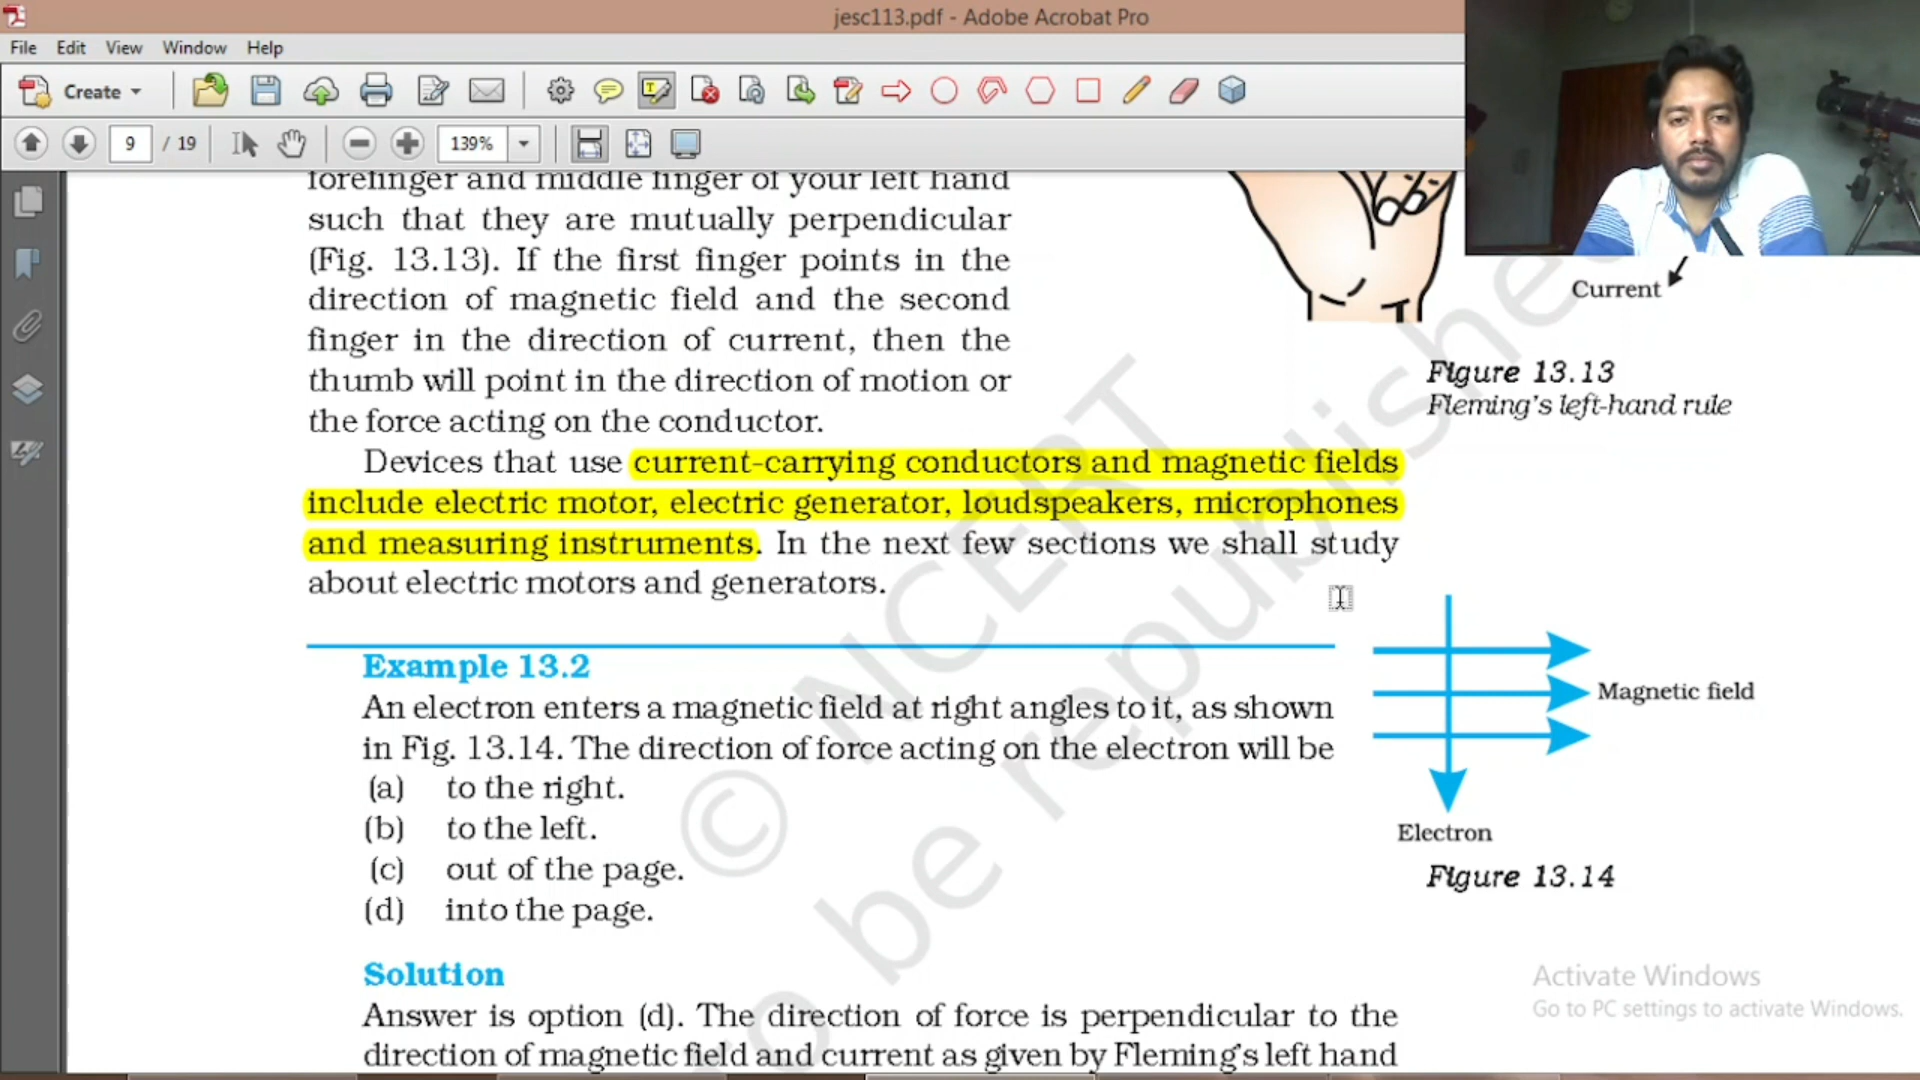 jesc113.pdf - Adobe Acrobat Pro
File Edit View Window Help
Create
9 / 19 139%
forefinger and middle finger of your left hand
such that they are mutually perpendicular
(Fig. 13.13). If the first finger points in the
direction of magnetic field and the second
finger in the direction of current, then the
thumb will point in the direction of motion or
the force acting on the conductor.
Current
Figure 13.13
Fleming's left-hand rule
Devices that use current-carrying conductors and magnetic fields
include electric motor, electric generator, loudspeakers, microphones
and measuring instruments. In the next few sections we shall study
about electric motors and generators.
Example 13.2
An electron enters a magnetic field at right angles to it, as shown
in Fig. 13.14. The direction of force acting on the electron will be
(a) to the right.
(b) to the left.
(c) out of the page.
(d) into the page.
Magnetic field
Electron
Figure 13.14
Solution
Answer is option (d). The direction of force is perpendicular to the
direction of magnetic field and current as given by Fleming's left hand
© NCERT
to be republished
Activate Windows
Go to PC settings to activate Windows.